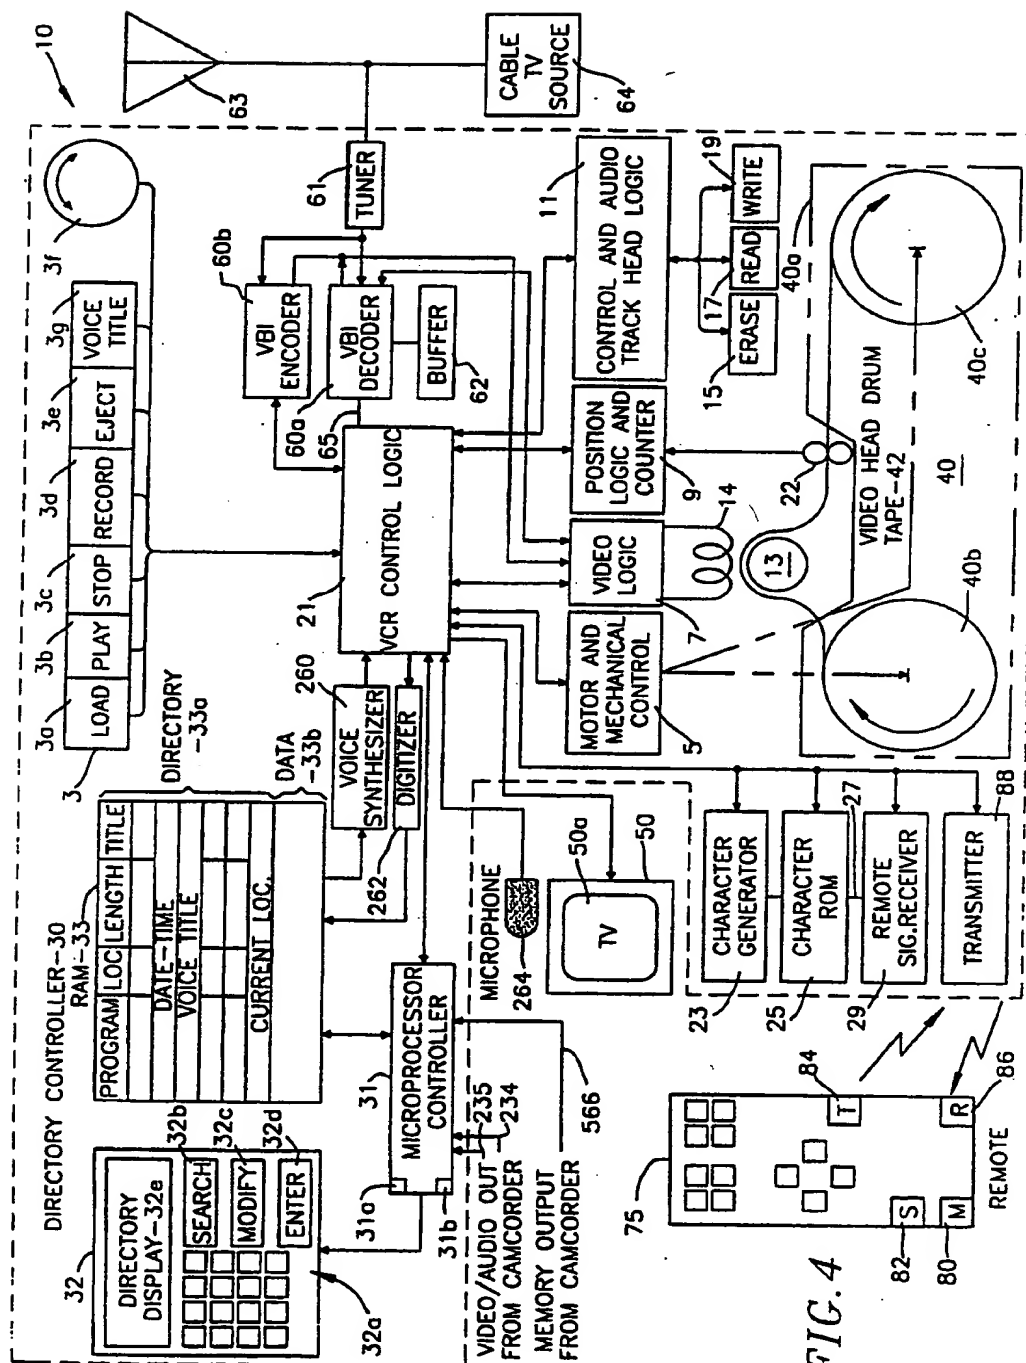 10
63
CABLE
TV
SOURCE
64
3f
61
TUNER
3
3a
3b
3c
3d
3e
3g
LOAD
PLAY
STOP
RECORD
EJECT
VOICE
TITLE
60b
VBI
ENCODER
60a
VBI
DECODER
BUFFER
62
65
21
VCR CONTROL LOGIC
11
CONTROL AND AUDIO
TRACK HEAD LOGIC
15
ERASE
17
READ
19
WRITE
POSITION
LOGIC AND
COUNTER
9
VIDEO
LOGIC
7
14
MOTOR AND
MECHANICAL
CONTROL
5
13
22
VIDEO HEAD DRUM
TAPE-42
40
40a
40b
40c
DIRECTORY CONTROLLER-30
RAM-33
PROGRAM
LOC.
LENGTH
TITLE
DATE-TIME
VOICE TITLE
CURRENT LOC.
DIRECTORY
-33a
DATA
-33b
260
VOICE
SYNTHESIZER
DIGITIZER
262
32
DIRECTORY
DISPLAY-32e
32b
32c
32d
SEARCH
MODIFY
ENTER
32a
31
MICROPROCESSOR
CONTROLLER
31a
31b
MICROPHONE
264
TV
50a
50
235
234
VIDEO/AUDIO OUT
FROM CAMCORDER
MEMORY OUTPUT
FROM CAMCORDER
566
CHARACTER
GENERATOR
23
CHARACTER
ROM
25
27
REMOTE
SIG.RECEIVER
29
TRANSMITTER
88
75
T
84
R
86
S
82
M
80
REMOTE
FIG. 4